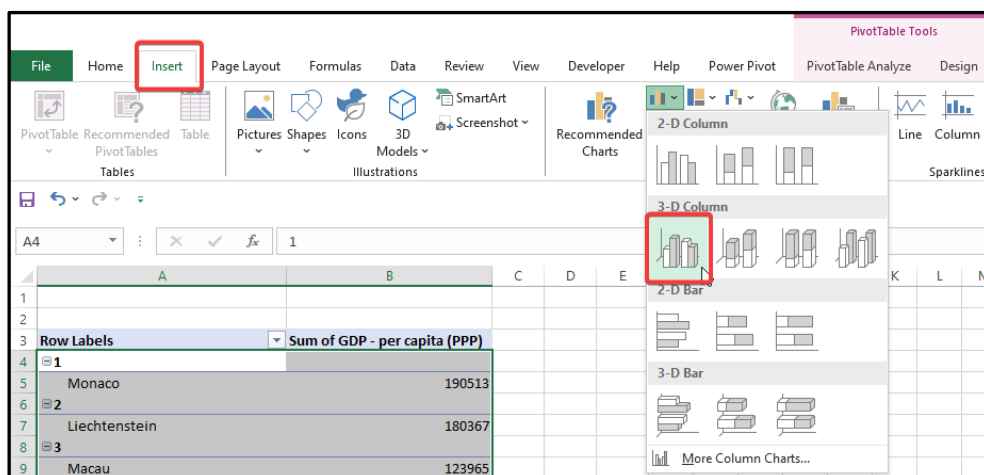 PivotTable Tools
File Home Insert Page Layout Formulas Data Review View Developer Help Power Pivot PivotTable Analyze Design
SmartArt
Screenshot
PivotTable Recommended Table Pictures Shapes Icons 3D Recommended Line Column
PivotTables Models Charts
Tables Illustrations Sparklines
2-D Column
3-D Column
A4 fx 1
A B C D E K L
2-D Bar
1
2
3 Row Labels Sum of GDP - per capita (PPP)
4 1
3-D Bar
5 Monaco 190513
6 2
7 Liechtenstein 180367
8 3
More Column Charts...
9 Macau 123965